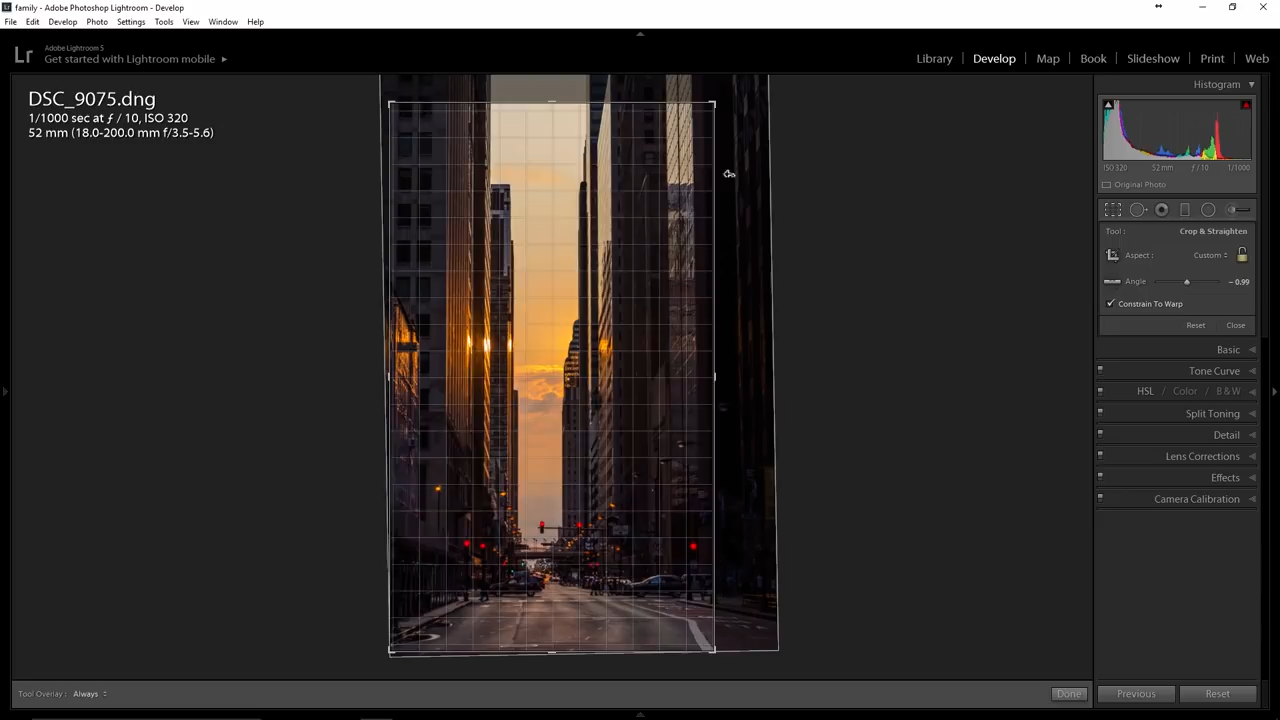 family - Adobe Photoshop Lightroom - Develop
File Edit Develop Photo Settings Tools View Window Help
Lr Adobe Lightroom 5
Get started with Lightroom mobile
Library Develop Map Book Slideshow Print Web
Histogram
DSC_9075.dng
1/1000 sec at ƒ / 10, ISO 320
52 mm (18.0-200.0 mm f/3.5-5.6)
ISO 320 52 mm ƒ / 10 1/1000
Original Photo
Tool : Crop & Straighten
Aspect : Custom
Angle - 0.99
Constrain To Warp
Reset Close
Basic
Tone Curve
HSL / Color / B & W
Split Toning
Detail
Lens Corrections
Effects
Camera Calibration
Tool Overlay : Always Done Previous Reset